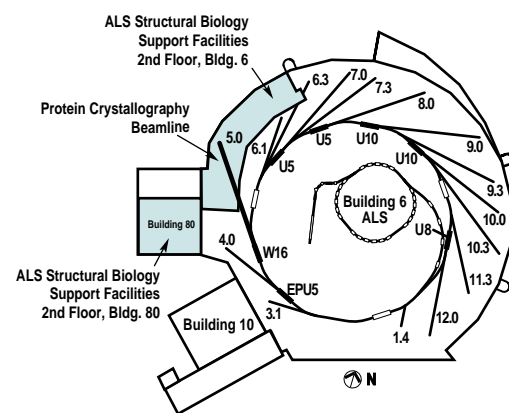 ALS Structural Biology
Support Facilities
2nd Floor, Bldg. 6
Protein Crystallography
Beamline
5.0
6.1
6.3
7.0
7.3
8.0
9.0
9.3
10.0
10.3
11.3
12.0
1.4
3.1
4.0
U5
U5
U10
U10
U8
W16
EPU5
Building 6
ALS
Building 80
ALS Structural Biology
Support Facilities
2nd Floor, Bldg. 80
Building 10
N